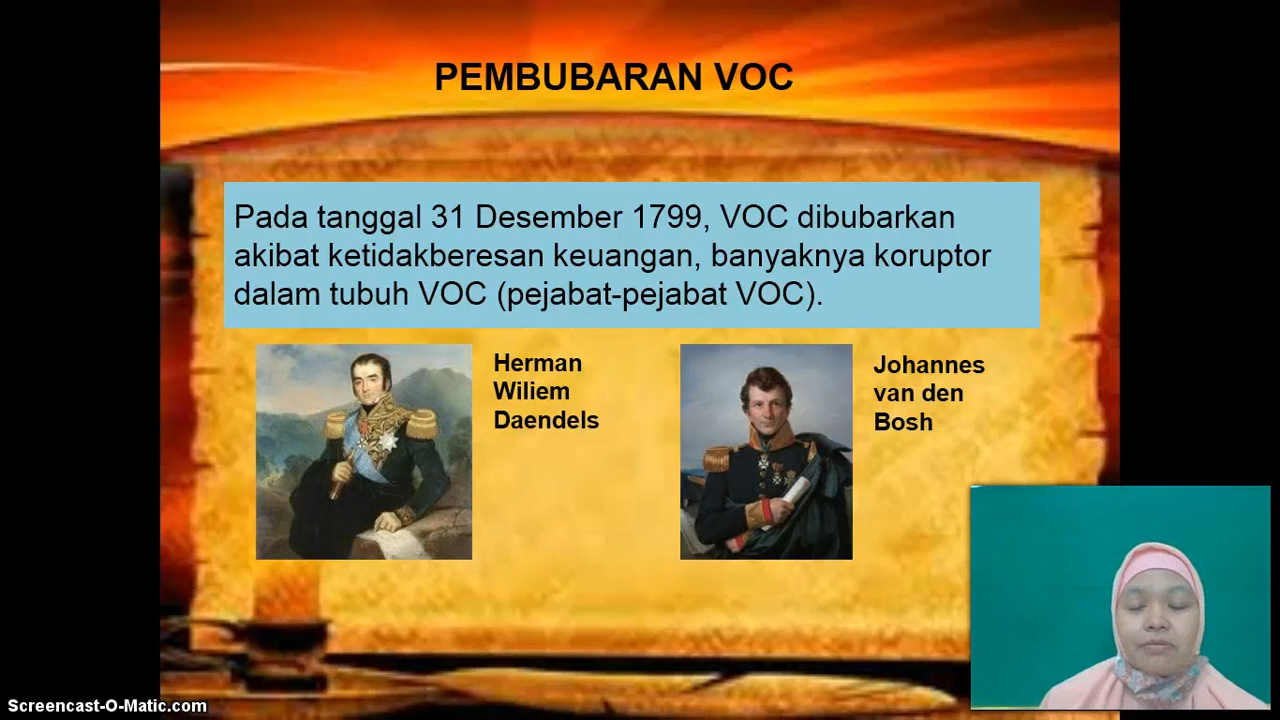 PEMBUBARAN VOC
Pada tanggal 31 Desember 1799, VOC dibubarkan
akibat ketidakberesan keuangan, banyaknya koruptor
dalam tubuh VOC (pejabat-pejabat VOC).
Herman
Wiliem
Daendels
Johannes
van den
Bosh
Screencast-O-Matic.com